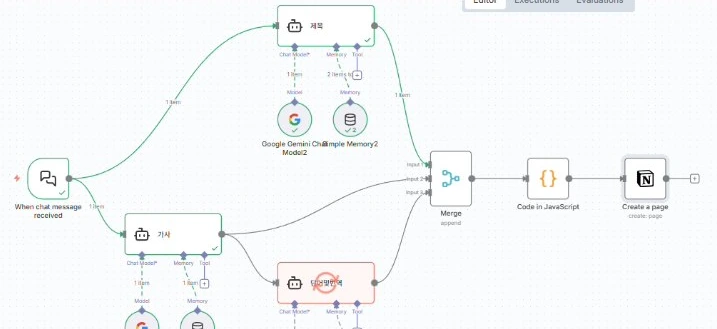 Editor Executions Evaluations
제목
Chat Model* Memory Tool
1 item
2 items
Model Memory
1 item
1 item
Google Gemini Chat Model2
Simple Memory2
2
When chat message received
1 item
Input 1
Input 2
Input 3
Merge
append
Code in JavaScript
Create a page
create: page
가사
Chat Model* Memory Tool
1 item
1 item
Model Memory
Chat Model* Memory Tool